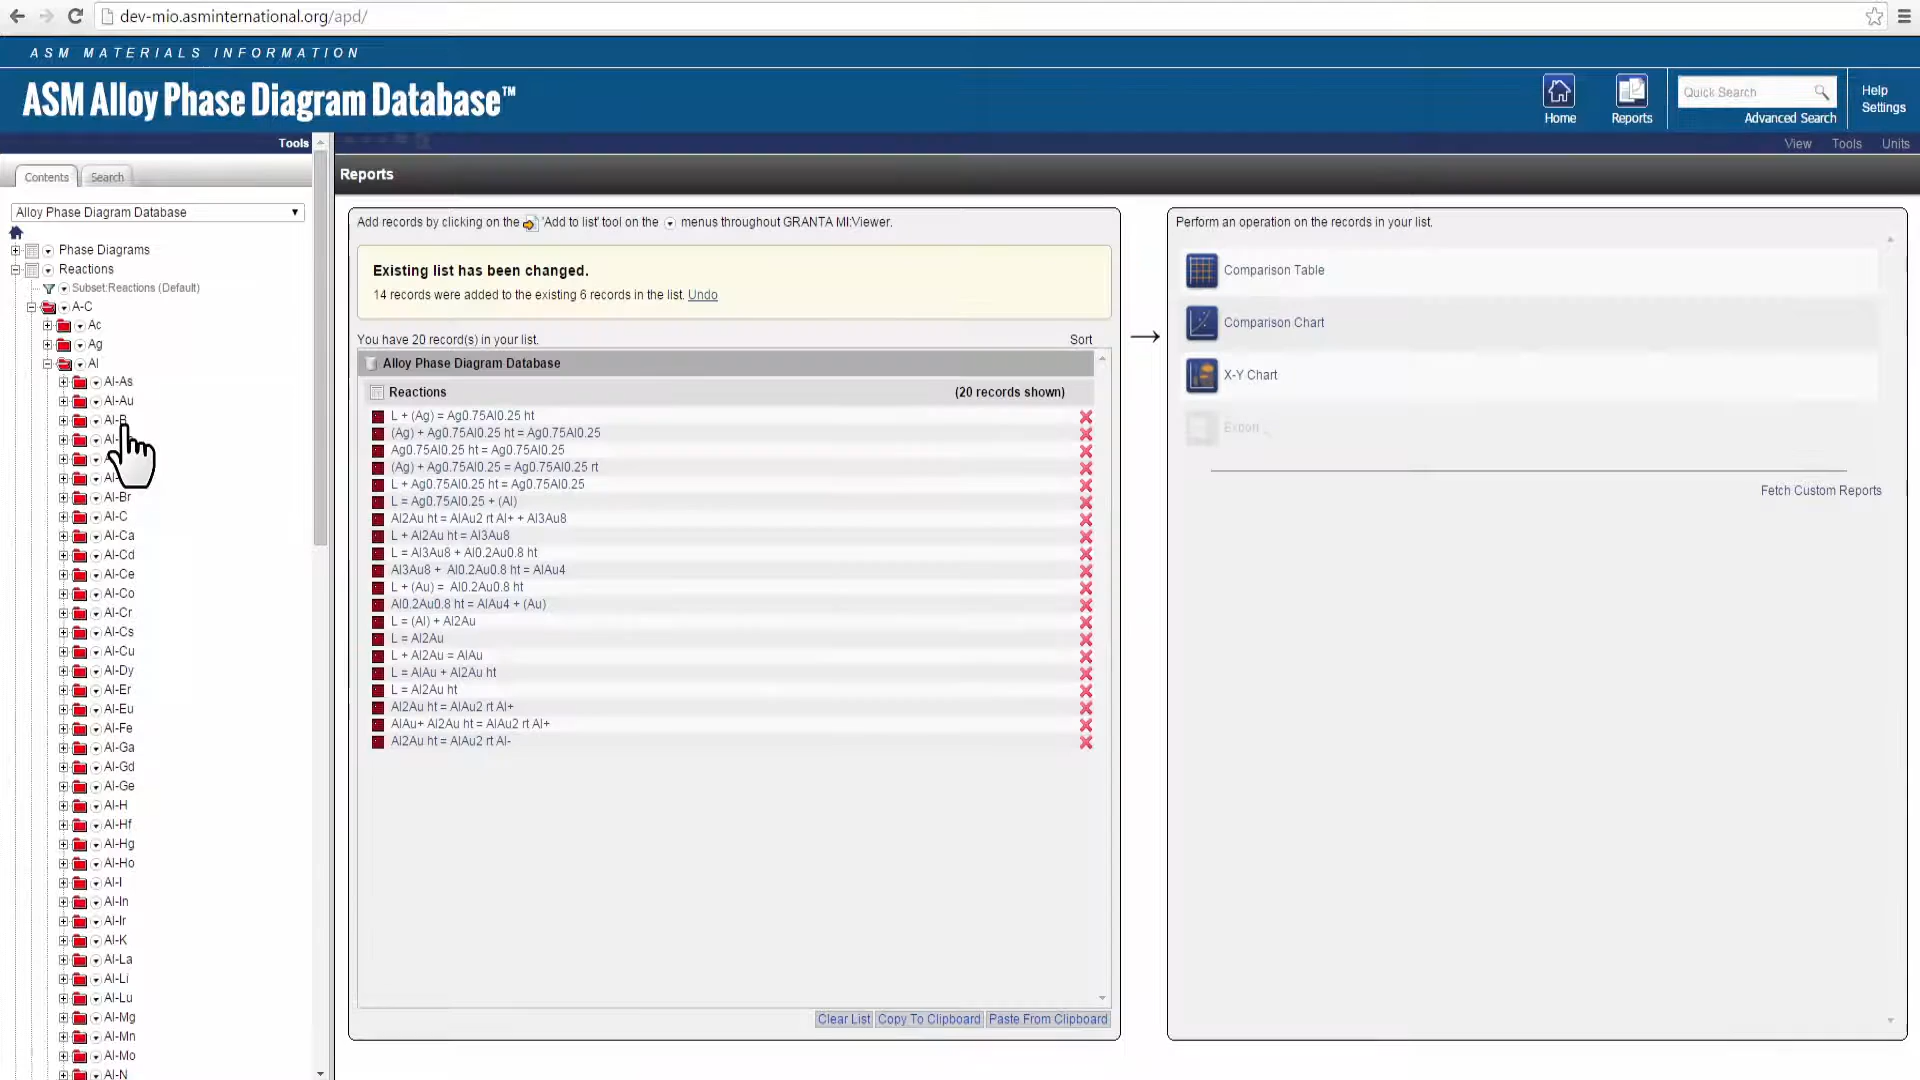 dev-mio.asminternational.org/apd/
ASM MATERIALS INFORMATION
ASM Alloy Phase Diagram Database™
Home
Reports
Quick Search
Advanced Search
Help
Settings
Tools
View Tools Units
Contents Search
Alloy Phase Diagram Database
Phase Diagrams
Reactions
Subset:Reactions (Default)
A-C
Ac
Ag
Al
Al-As
Al-Au
Al-B
Al-Br
Al-C
Al-Ca
Al-Cd
Al-Ce
Al-Co
Al-Cr
Al-Cs
Al-Cu
Al-Dy
Al-Er
Al-Eu
Al-Fe
Al-Ga
Al-Gd
Al-Ge
Al-H
Al-Hf
Al-Hg
Al-Ho
Al-I
Al-In
Al-Ir
Al-K
Al-La
Al-Li
Al-Lu
Al-Mg
Al-Mn
Al-Mo
Al-N
Reports
Add records by clicking on the 'Add to list' tool on the menus throughout GRANTA MI:Viewer.
Existing list has been changed.
14 records were added to the existing 6 records in the list. Undo
You have 20 record(s) in your list.
Sort
Alloy Phase Diagram Database
Reactions (20 records shown)
L + (Ag) = Ag0.75Al0.25 ht
(Ag) + Ag0.75Al0.25 ht = Ag0.75Al0.25
Ag0.75Al0.25 ht = Ag0.75Al0.25
(Ag) + Ag0.75Al0.25 = Ag0.75Al0.25 rt
L + Ag0.75Al0.25 ht = Ag0.75Al0.25
L = Ag0.75Al0.25 + (Al)
Al2Au ht = AlAu2 rt Al+ + Al3Au8
L + Al2Au ht = Al3Au8
L = Al3Au8 + Al0.2Au0.8 ht
Al3Au8 + Al0.2Au0.8 ht = AlAu4
L + (Au) = Al0.2Au0.8 ht
Al0.2Au0.8 ht = AlAu4 + (Au)
L = (Al) + Al2Au
L = Al2Au
L + Al2Au = AlAu
L = AlAu + Al2Au ht
L = Al2Au ht
Al2Au ht = AlAu2 rt Al+
AlAu+ Al2Au ht = AlAu2 rt Al+
Al2Au ht = AlAu2 rt Al-
Clear List Copy To Clipboard Paste From Clipboard
Perform an operation on the records in your list.
Comparison Table
Comparison Chart
X-Y Chart
Export
Fetch Custom Reports